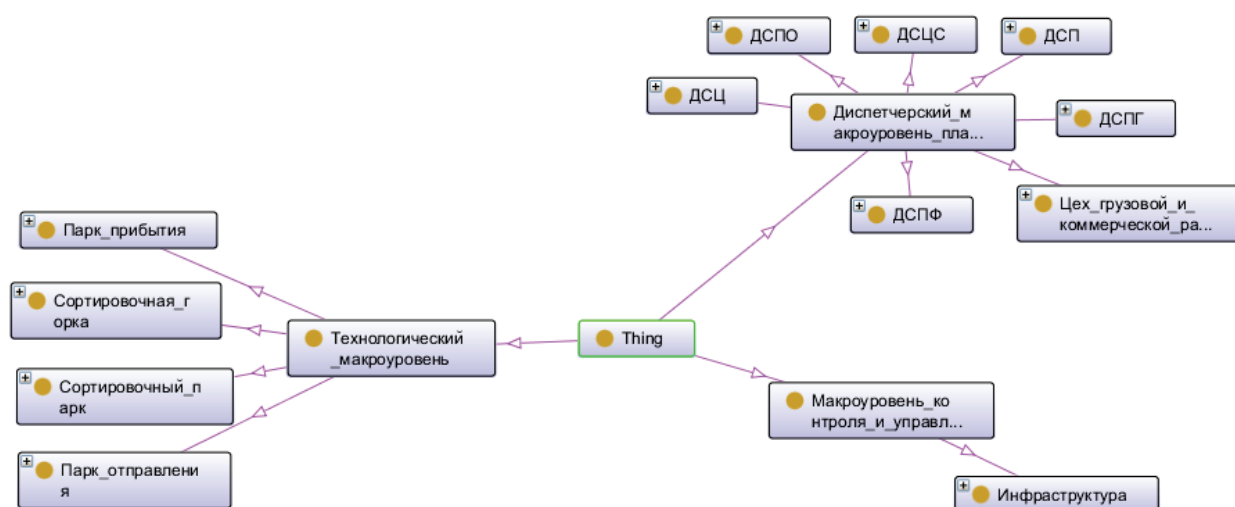 ДСПО
ДСЦС
ДСП
ДСЦ
Диспетчерский_м
акроуровень_пла...
ДСПГ
ДСПФ
Цех_грузовой_и_
коммерческой_ра...
Парк_прибытия
Сортировочная_г
орка
Технологический
_макроуровень
Thing
Сортировочный_п
арк
Макроуровень_ко
нтроля_и_управл...
Парк_отправлени
я
Инфраструктура